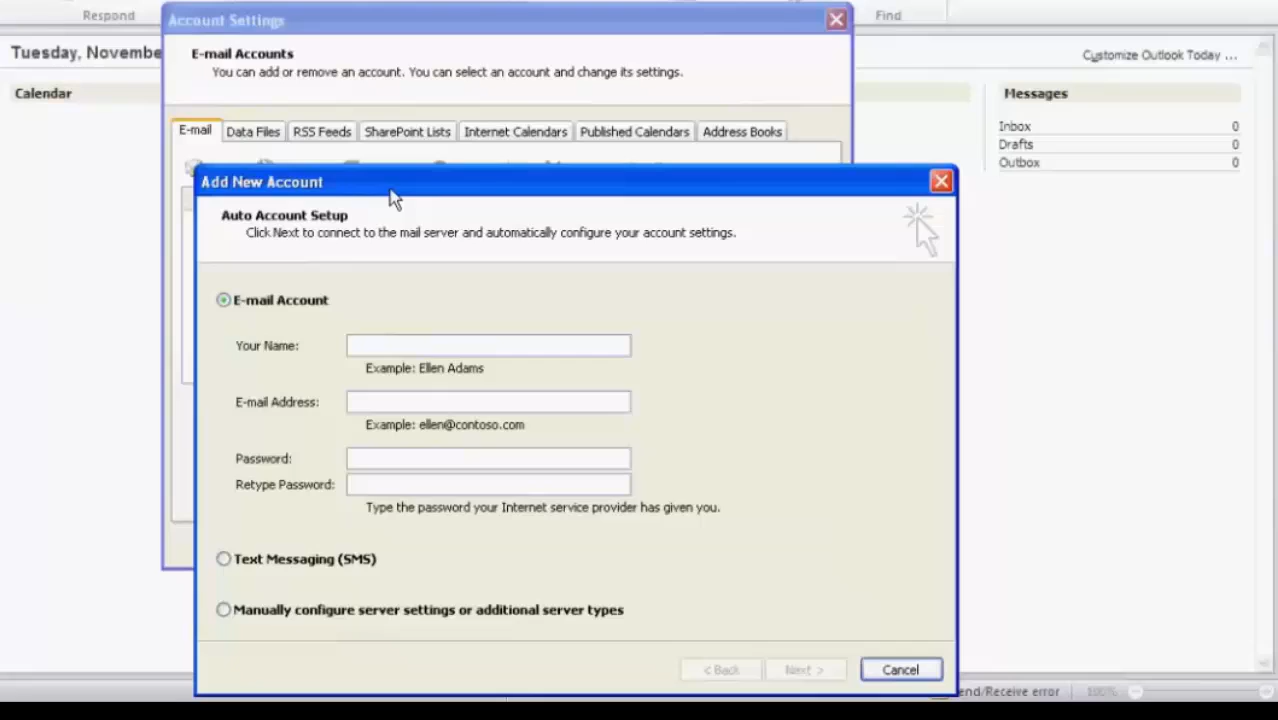 Respond
Find
Account Settings
Tuesday, Novembe
E-mail Accounts
You can add or remove an account. You can select an account and change its settings.
Customize Outlook Today ...
Calendar
Messages
E-mail
Data Files
RSS Feeds
SharePoint Lists
Internet Calendars
Published Calendars
Address Books
Inbox 0
Drafts 0
Outbox 0
Add New Account
Auto Account Setup
Click Next to connect to the mail server and automatically configure your account settings.
E-mail Account
Your Name:
Example: Ellen Adams
E-mail Address:
Example: ellen@contoso.com
Password:
Retype Password:
Type the password your Internet service provider has given you.
Text Messaging (SMS)
Manually configure server settings or additional server types
< Back
Next >
Cancel
end/Receive error
100%